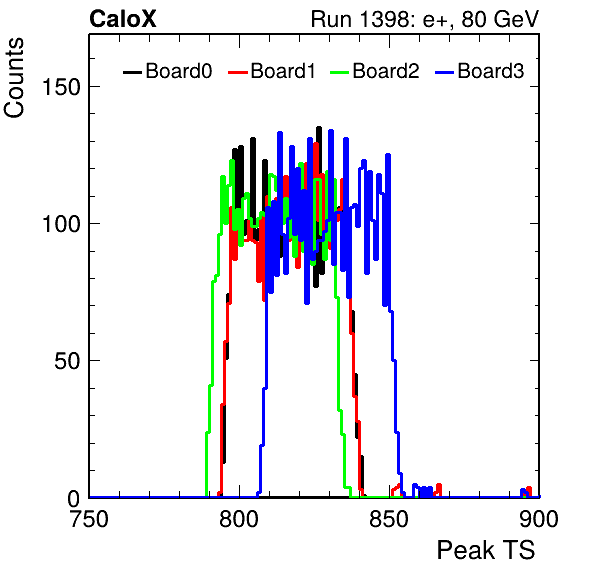 CaloX Run 1398: e+, 80 GeV
Counts
Board0 Board1 Board2 Board3
150
100
50
0
750 800 850 900
Peak TS